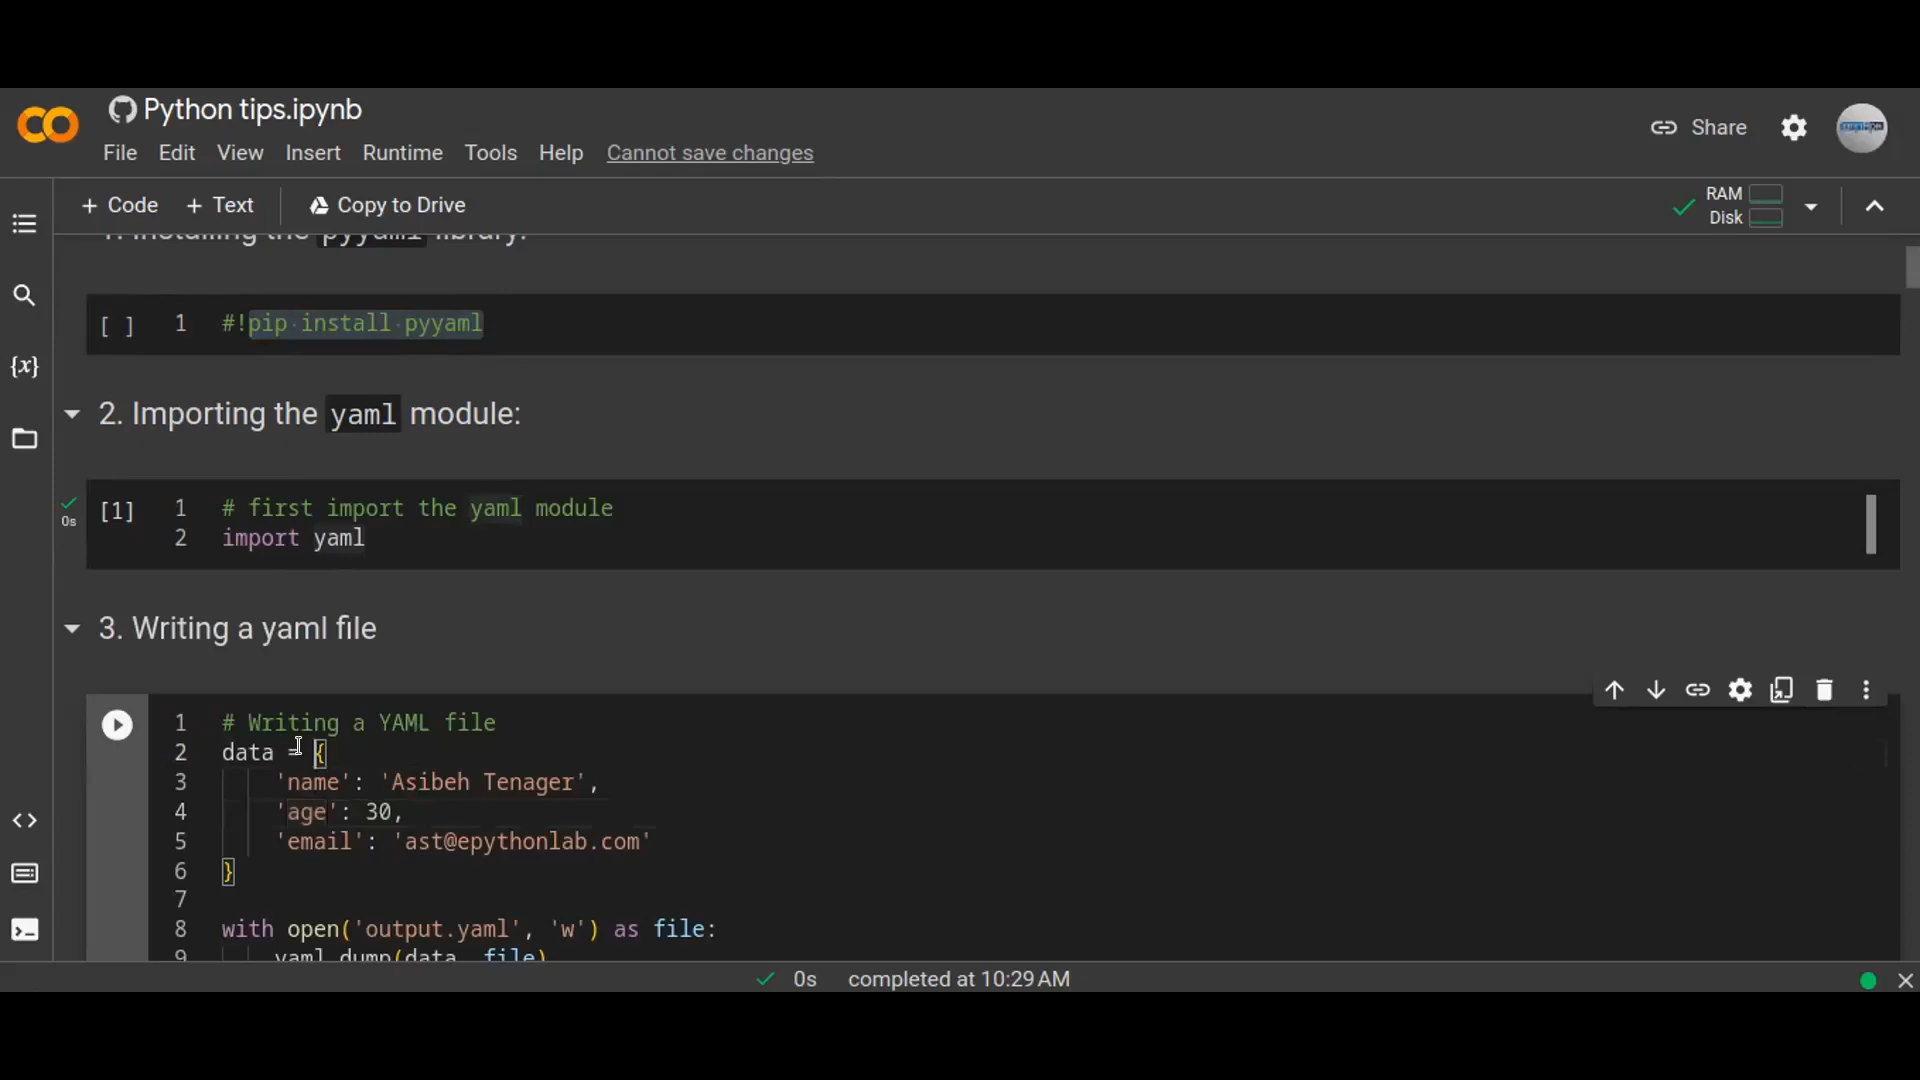 Python tips.ipynb
File Edit View Insert Runtime Tools Help Cannot save changes
Share
+ Code + Text Copy to Drive
RAM
Disk
1. Installing the pyyaml library:
[ ] 1 #!pip install pyyaml
2. Importing the yaml module:
[1] 1 # first import the yaml module
0s
2 import yaml
3. Writing a yaml file
1 # Writing a YAML file
2 data = {
3 'name': 'Asibeh Tenager',
4 'age': 30,
5 'email': 'ast@epythonlab.com'
6 }
7
8 with open('output.yaml', 'w') as file:
9 yaml.dump(data, file)
0s completed at 10:29 AM